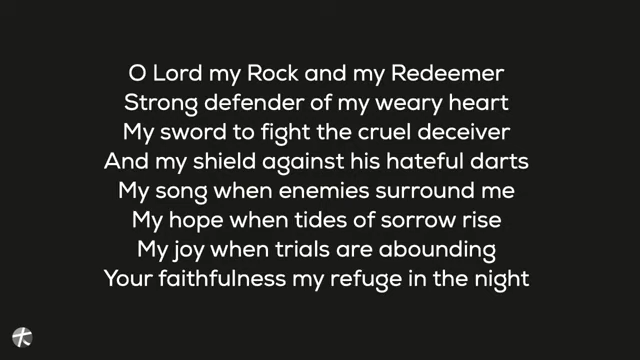 O Lord my Rock and my Redeemer
Strong defender of my weary heart
My sword to fight the cruel deceiver
And my shield against his hateful darts
My song when enemies surround me
My hope when tides of sorrow rise
My joy when trials are abounding
Your faithfulness my refuge in the night